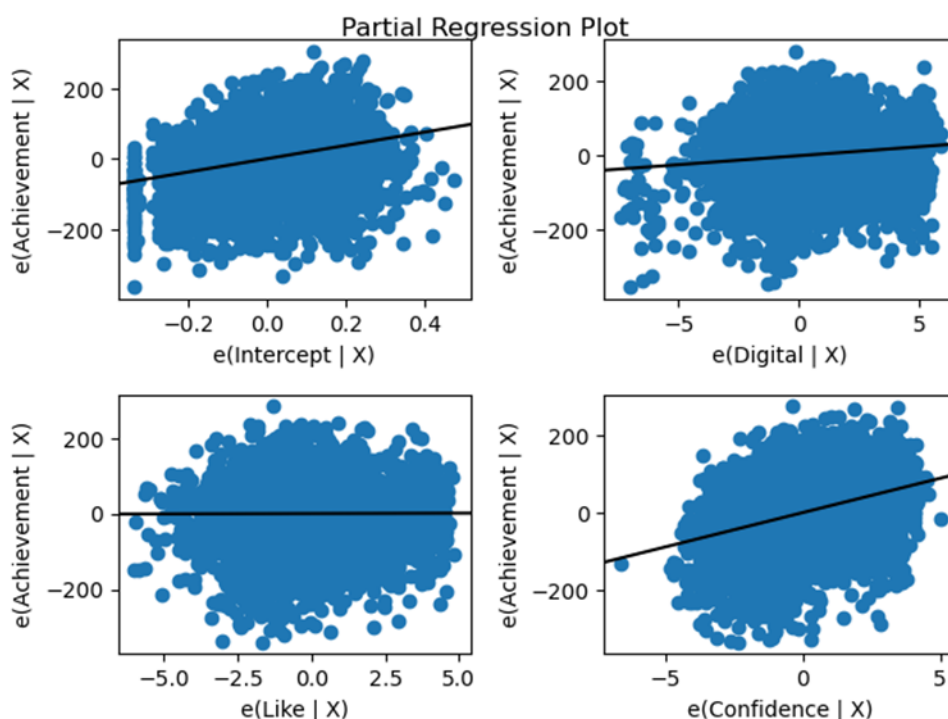 Partial Regression Plot
e(Achievement | X)
200
0
−200
−0.2 0.0 0.2 0.4
e(Intercept | X)
e(Achievement | X)
200
0
−200
−5 0 5
e(Digital | X)
e(Achievement | X)
200
0
−200
−5.0 −2.5 0.0 2.5 5.0
e(Like | X)
e(Achievement | X)
200
0
−200
−5 0 5
e(Confidence | X)